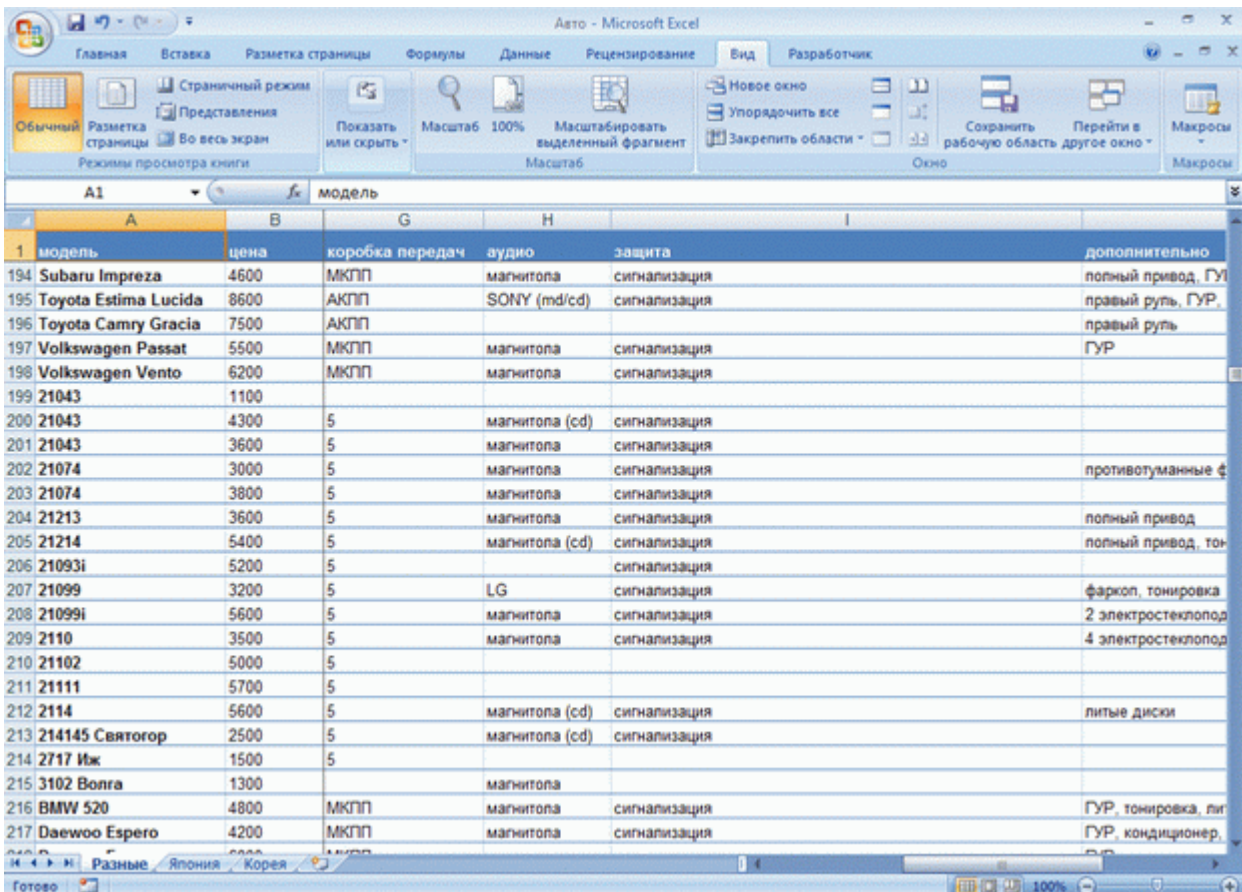 Авто - Microsoft Excel
Главная Вставка Разметка страницы Формулы Данные Рецензирование Вид Разработчик
Обычный Разметка страницы Страничный режим Представления Во весь экран
Режимы просмотра книги
Показать или скрыть
Масштаб 100% Масштабировать выделенный фрагмент
Масштаб
Новое окно Упорядочить все Закрепить области Сохранить рабочую область Перейти в другое окно
Окно
Макросы
Макросы
A1 fx модель
A B G H I
1 модель цена коробка передач аудио защита дополнительно
194 Subaru Impreza 4600 МКПП магнитола сигнализация полный привод,
195 Toyota Estima Lucida 8600 АКПП SONY (md/cd) сигнализация правый руль, ГУР,
196 Toyota Camry Gracia 7500 АКПП правый руль
197 Volkswagen Passat 5500 МКПП магнитола сигнализация ГУР
198 Volkswagen Vento 6200 МКПП магнитола сигнализация
199 21043 1100
200 21043 4300 5 магнитола (cd) сигнализация
201 21043 3600 5 магнитола сигнализация
202 21074 3000 5 магнитола сигнализация противотуманные ф
203 21074 3800 5 магнитола сигнализация
204 21213 3600 5 магнитола сигнализация полный привод
205 21214 5400 5 магнитола (cd) сигнализация полный привод, тон
206 21093i 5200 5 сигнализация
207 21099 3200 5 LG сигнализация фаркоп, тонировка
208 21099i 5600 5 магнитола сигнализация 2 электростеклопод
209 2110 3500 5 магнитола сигнализация 4 электростеклопод
210 21102 5000 5
211 21111 5700 5
212 2114 5600 5 магнитола (cd) сигнализация литые диски
213 214145 Святогор 2500 5 магнитола (cd) сигнализация
214 2717 Иж 1500 5
215 3102 Волга 1300 магнитола
216 BMW 520 4800 МКПП магнитола сигнализация ГУР, тонировка, ли
217 Daewoo Espero 4200 МКПП магнитола сигнализация ГУР, кондиционер,
Разные Япония Корея
Готово 100%